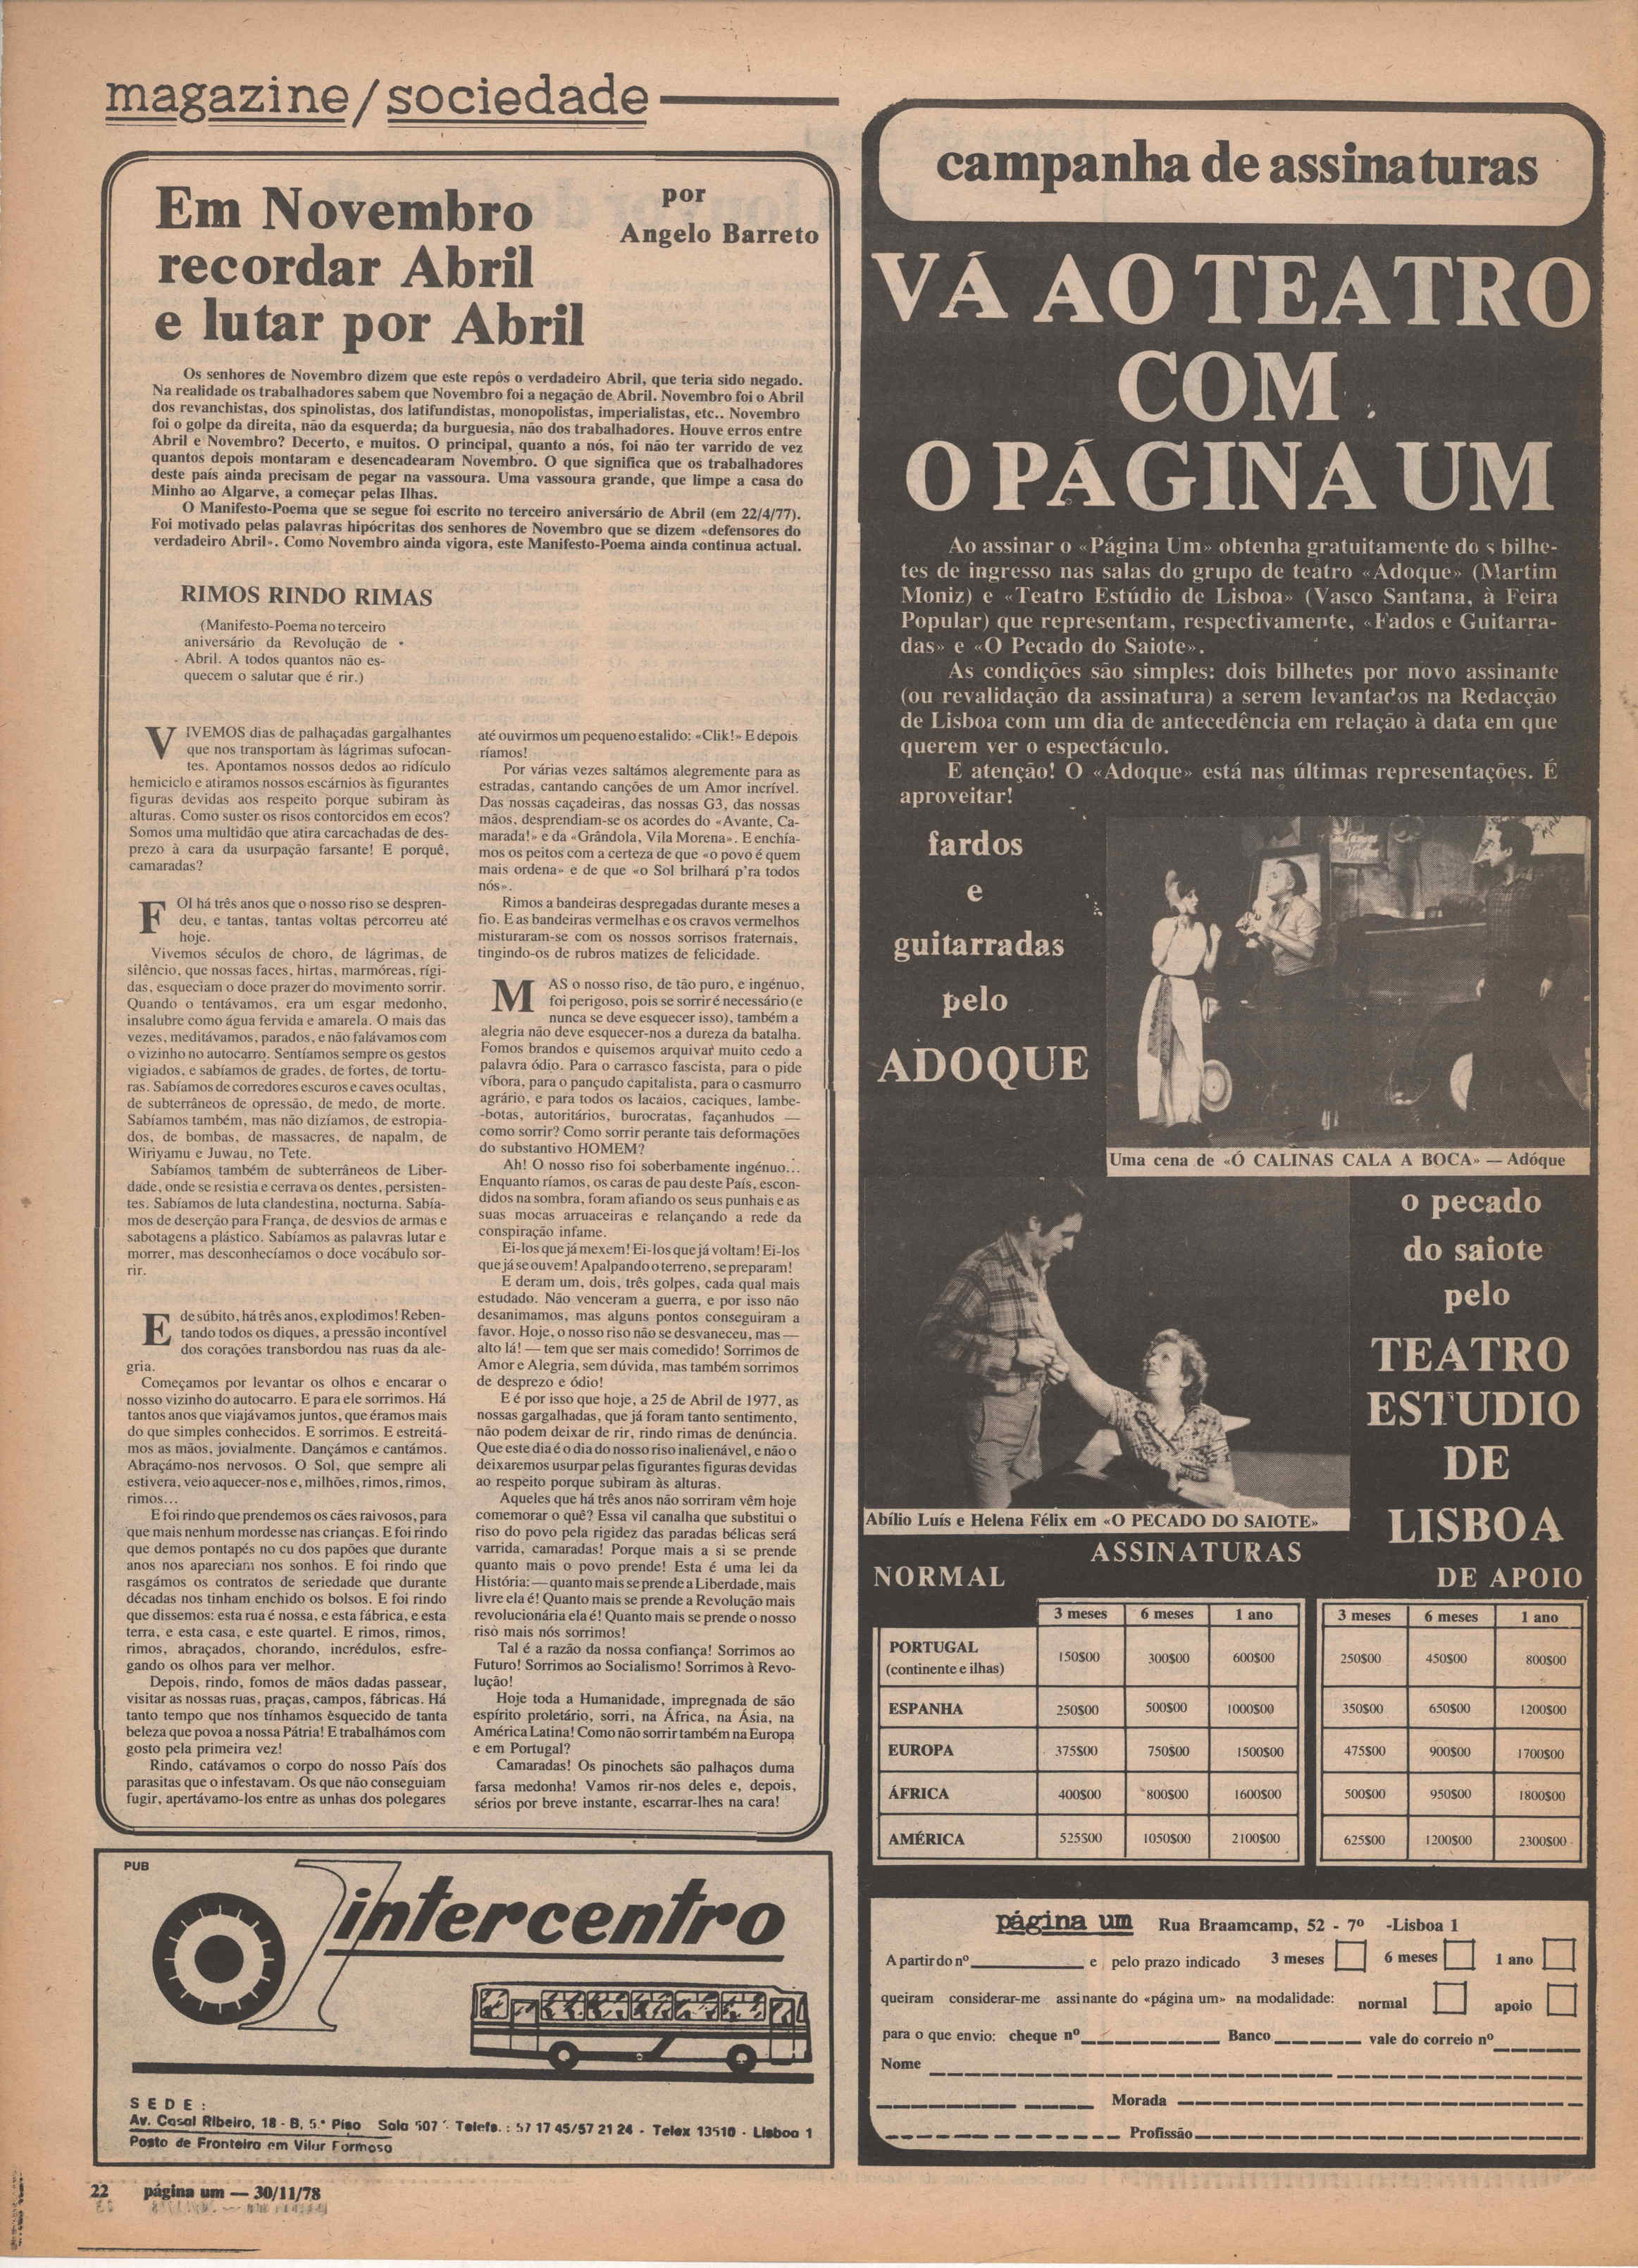 magazine/sociedade
Em Novembro
recordar Abril
e lutar por Abril
por
Angelo Barreto
Os senhores de Novembro dizem que este repôs o verdadeiro Abril, que teria sido negado.
Na realidade os trabalhadores sabem que Novembro foi a negação de Abril. Novembro foi o Abril
dos revanchistas, dos spinolistas, dos latifundistas, monopolistas, imperialistas, etc.. Novembro
foi o golpe da direita, não da esquerda; da burguesia, não dos trabalhadores. Houve erros entre
Abril e Novembro? Decerto, e muitos. O principal, quanto a nós, foi não ter varrido de vez
quantos depois montaram e desencadearam Novembro. O que significa que os trabalhadores
deste país ainda precisam de pegar na vassoura. Uma vassoura grande, que limpe a casa do
Minho ao Algarve, a começar pelas Ilhas.
O Manifesto-Poema que se segue foi escrito no terceiro aniversário de Abril (em 22/4/77).
Foi motivado pelas palavras hipócritas dos senhores de Novembro que se dizem «defensores do
verdadeiro Abril». Como Novembro ainda vigora, este Manifesto-Poema ainda continua actual.
RIMOS RINDO RIMAS
(Manifesto-Poema no terceiro
aniversário da Revolução de
Abril. A todos quantos não es-
quecem o salutar que é rir.)
VIVEMOS dias de palhaçadas gargalhantes
que nos transportam às lágrimas sufocan-
tes. Apontamos nossos dedos ao ridículo
hemiciclo e atiramos nossos escárnios às figurantes
figuras devidas aos respeito porque subiram às
alturas. Como suster os risos contorcidos em ecos?
Somos uma multidão que atira carcachadas de des-
prezo à cara da usurpação farsante! E porquê,
camaradas?
FOI há três anos que o nosso riso se despren-
deu, e tantas, tantas voltas percorreu até
hoje.
Vivemos séculos de choro, de lágrimas, de
silêncio, que nossas faces, hirtas, marmóreas, rígi-
das, esqueciam o doce prazer do movimento sorrir.
Quando o tentávamos, era um esgar medonho,
insalubre como água fervida e amarela. O mais das
vezes, meditávamos, parados, e não falávamos com
o vizinho no autocarro. Sentíamos sempre os gestos
vigiados, e sabíamos de grades, de fortes, de tortu-
ras. Sabíamos de corredores escuros e caves ocultas,
de subterrâneos de opressão, de medo, de morte.
Sabíamos também, mas não dizíamos, de estropia-
dos, de bombas, de massacres, de napalm, de
Wiriyamu e Juwau, no Tete.
Sabíamos também de subterrâneos de Liber-
dade, onde se resistia e cerrava os dentes, persisten-
tes. Sabíamos de luta clandestina, nocturna. Sabía-
mos de deserção para França, de desvios de armas e
sabotagens a plástico. Sabíamos as palavras lutar e
morrer, mas desconhecíamos o doce vocábulo sor-
rir.
E de súbito, há três anos, explodimos! Reben-
tando todos os diques, a pressão incontível
dos corações transbordou nas ruas da ale-
gria.
Começamos por levantar os olhos e encarar o
nosso vizinho do autocarro. E para ele sorrimos. Há
tantos anos que viajávamos juntos, que éramos mais
do que simples conhecidos. E sorrimos. E estreitá-
mos as mãos, jovialmente. Dançámos e cantámos.
Abraçámo-nos nervosos. O Sol, que sempre ali
estivera, veio aquecer-nos e, milhões, rimos, rimos,
rimos...
E foi rindo que prendemos os cães raivosos, para
que mais nenhum mordesse nas crianças. E foi rindo
que demos pontapés no cu dos papões que durante
anos nos apareciam nos sonhos. E foi rindo que
rasgámos os contratos de seriedade que durante
décadas nos tinham enchido os bolsos. E foi rindo
que dissemos: esta rua é nossa, e esta fábrica, e esta
terra, e esta casa, e este quartel. E rimos, rimos,
rimos, abraçados, chorando, incrédulos, esfre-
gando os olhos para ver melhor.
Depois, rindo, fomos de mãos dadas passear,
visitar as nossas ruas, praças, campos, fábricas. Há
tanto tempo que nos tínhamos esquecido de tanta
beleza que povoa a nossa Pátria! E trabalhámos com
gosto pela primeira vez!
Rindo, catávamos o corpo do nosso País dos
parasitas que o infestavam. Os que não conseguiam
fugir, apertávamo-los entre as unhas dos polegares
até ouvirmos um pequeno estalido: «Clik!» E depois
ríamos!
Por várias vezes saltámos alegremente para as
estradas, cantando canções de um Amor incrível.
Das nossas caçadeiras, das nossas G3, das nossas
mãos, desprendiam-se os acordes do «Avante, Ca-
marada!» e da «Grândola, Vila Morena». E enchía-
mos os peitos com a certeza de que «o povo é quem
mais ordena» e de que «o Sol brilhará p'ra todos
nós».
Rimos a bandeiras despregadas durante meses a
fio. E as bandeiras vermelhas e os cravos vermelhos
misturaram-se com os nossos sorrisos fraternais,
tingindo-os de rubros matizes de felicidade.
MAS o nosso riso, de tão puro, e ingénuo,
foi perigoso, pois se sorrir é necessário (e
nunca se deve esquecer isso), também a
alegria não deve esquecer-nos a dureza da batalha.
Fomos brandos e quisemos arquivar muito cedo a
palavra ódio. Para o carrasco fascista, para o pide
víbora, para o pançudo capitalista, para o casmurro
agrário, e para todos os lacaios, caciques, lambe-
-botas, autoritários, burocratas, façanhudos —
como sorrir? Como sorrir perante tais deformações
do substantivo HOMEM?
Ah! O nosso riso foi soberbamente ingénuo...
Enquanto ríamos, os caras de pau deste País, escon-
didos na sombra, foram afiando os seus punhais e as
suas mocas arruaceiras e relançando a rede da
conspiração infame.
Ei-los que já mexem! Ei-los que já voltam! Ei-los
que já se ouvem! Apalpando o terreno, se preparam!
E deram um, dois, três golpes, cada qual mais
estudado. Não venceram a guerra, e por isso não
desanimamos, mas alguns pontos conseguiram a
favor. Hoje, o nosso riso não se desvaneceu, mas —
alto lá! — tem que ser mais comedido! Sorrimos de
Amor e Alegria, sem dúvida, mas também sorrimos
de desprezo e ódio!
E é por isso que hoje, a 25 de Abril de 1977, as
nossas gargalhadas, que já foram tanto sentimento,
não podem deixar de rir, rindo rimas de denúncia.
Que este dia é o dia do nosso riso inalienável, e não o
deixaremos usurpar pelas figurantes figuras devidas
ao respeito porque subiram às alturas.
Aqueles que há três anos não sorriram vêm hoje
comemorar o quê? Essa vil canalha que substitui o
riso do povo pela rigidez das paradas bélicas será
varrida, camaradas! Porque mais a si se prende
quanto mais o povo prende! Esta é uma lei da
História: — quanto mais se prende a Liberdade, mais
livre ela é! Quanto mais se prende a Revolução mais
revolucionária ela é! Quanto mais se prende o nosso
riso mais nós sorrimos!
Tal é a razão da nossa confiança! Sorrimos ao
Futuro! Sorrimos ao Socialismo! Sorrimos à Revo-
lução!
Hoje toda a Humanidade, impregnada de são
espírito proletário, sorri, na África, na Ásia, na
América Latina! Como não sorrir também na Europa
e em Portugal?
Camaradas! Os pinochets são palhaços duma
farsa medonha! Vamos rir-nos deles e, depois,
sérios por breve instante, escarrar-lhes na cara!
PUB
intercentro
SEDE:
Av. Casal Ribeiro, 18 - B, 5.º Piso Sala 507 - Telefs.: 57 17 45/57 21 24 - Telex 13510 - Lisboa 1
Posto de Fronteira em Vilar Formoso
22 página um — 30/11/78
campanha de assinaturas
VÁ AO TEATRO
COM
O PÁGINA UM
Ao assinar o «Página Um» obtenha gratuitamente do s bilhe-
tes de ingresso nas salas do grupo de teatro «Adoque» (Martim
Moniz) e «Teatro Estúdio de Lisboa» (Vasco Santana, à Feira
Popular) que representam, respectivamente, «Fados e Guitarra-
das» e «O Pecado do Saiote».
As condições são simples: dois bilhetes por novo assinante
(ou revalidação da assinatura) a serem levantados na Redacção
de Lisboa com um dia de antecedência em relação à data em que
querem ver o espectáculo.
E atenção! O «Adoque» está nas últimas representações. É
aproveitar!
fardos
e
guitarradas
pelo
ADOQUE
Uma cena de «Ó CALINAS CALA A BOCA» — Adóque
o pecado
do saiote
pelo
TEATRO
ESTUDIO
DE
LISBOA
Abílio Luís e Helena Félix em «O PECADO DO SAIOTE»
ASSINATURAS
NORMAL DE APOIO
3 meses 6 meses 1 ano 3 meses 6 meses 1 ano
PORTUGAL
(continente e ilhas) 150$00 300$00 600$00 250$00 450$00 800$00
ESPANHA 250$00 500$00 1000$00 350$00 650$00 1200$00
EUROPA 375$00 750$00 1500$00 475$00 900$00 1700$00
ÁFRICA 400$00 800$00 1600$00 500$00 950$00 1800$00
AMÉRICA 525$00 1050$00 2100$00 625$00 1200$00 2300$00
página um Rua Braamcamp, 52 - 7º -Lisboa 1
A partir do nº e pelo prazo indicado 3 meses 6 meses 1 ano
queiram considerar-me assinante do «página um» na modalidade: normal apoio
para o que envio: cheque nº Banco vale do correio nº
Nome
Morada
Profissão